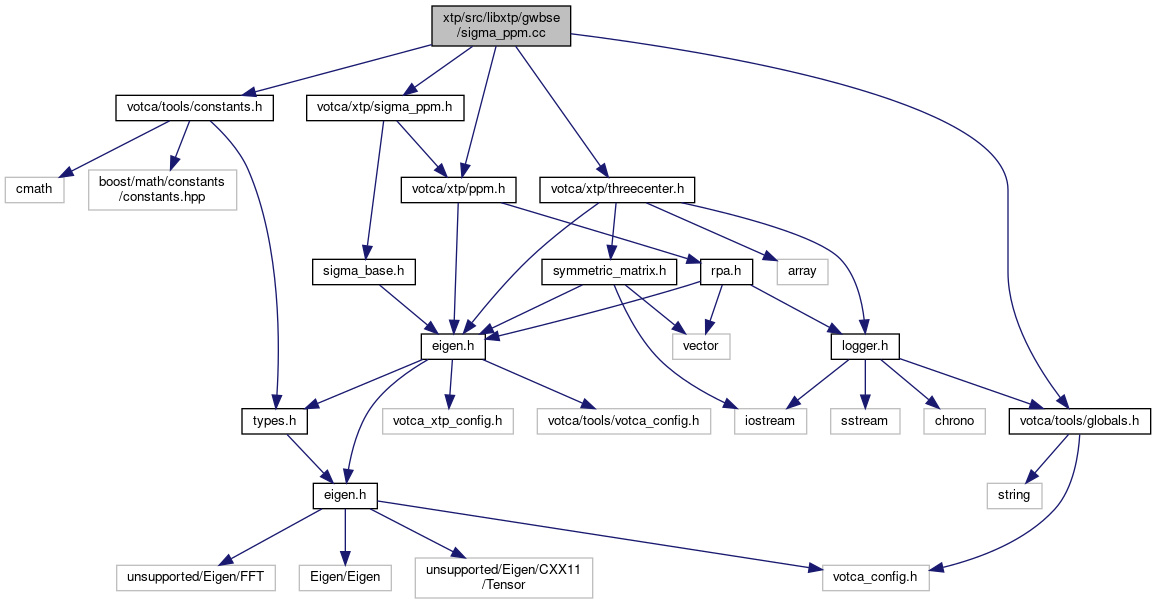 xtp/src/libxtp/gwbse
/sigma_ppm.cc
votca/tools/constants.h
votca/xtp/sigma_ppm.h
cmath
boost/math/constants
/constants.hpp
votca/xtp/ppm.h
votca/xtp/threecenter.h
sigma_base.h
symmetric_matrix.h
rpa.h
array
eigen.h
vector
logger.h
types.h
votca_xtp_config.h
votca/tools/votca_config.h
iostream
sstream
chrono
votca/tools/globals.h
eigen.h
string
unsupported/Eigen/FFT
Eigen/Eigen
unsupported/Eigen/CXX11
/Tensor
votca_config.h